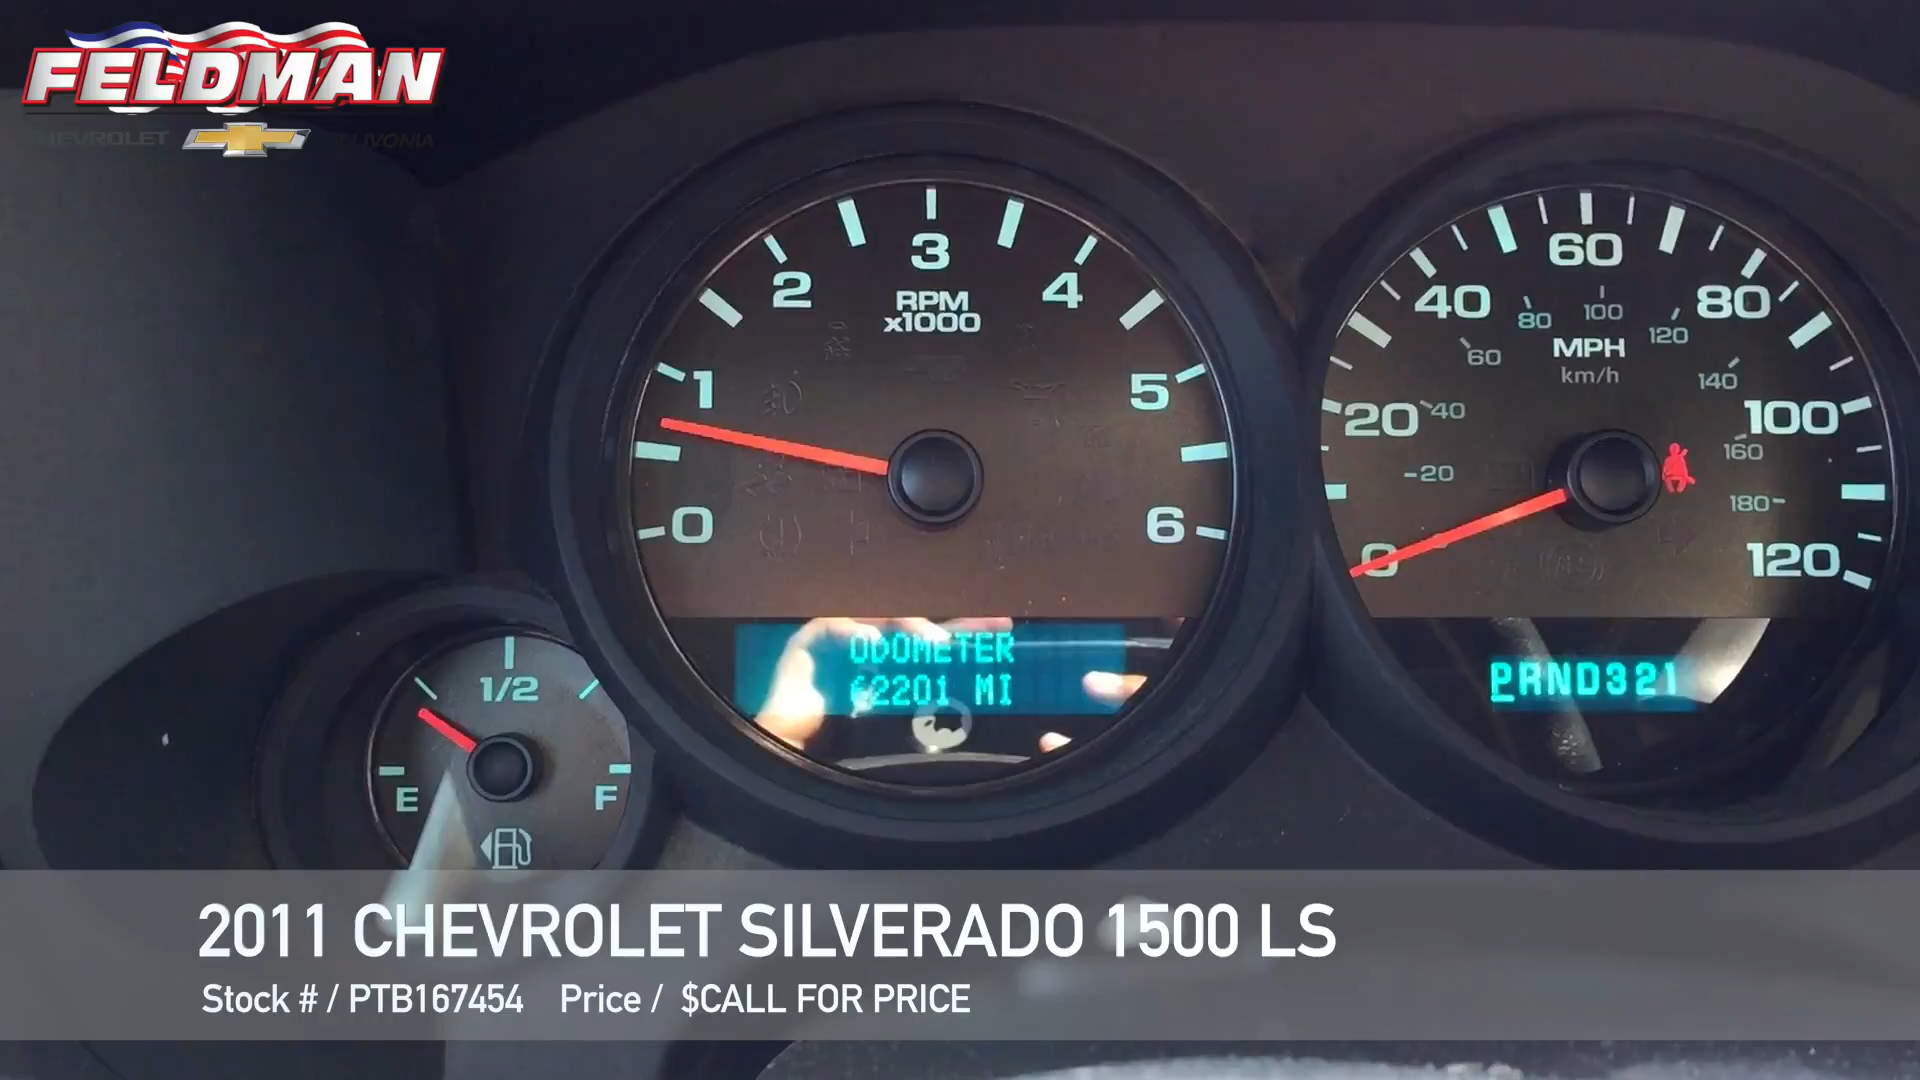 FELDMAN
CHEVROLET LIVONIA
0 1 2 3 4 5 6
RPM
x1000
ODOMETER
62201 MI
0 20 40 60 80 100 120
MPH
km/h
20 40 60 80 100 120 140 160 180
PRND321
E 1/2 F
2011 CHEVROLET SILVERADO 1500 LS
Stock # / PTB167454 Price / $CALL FOR PRICE